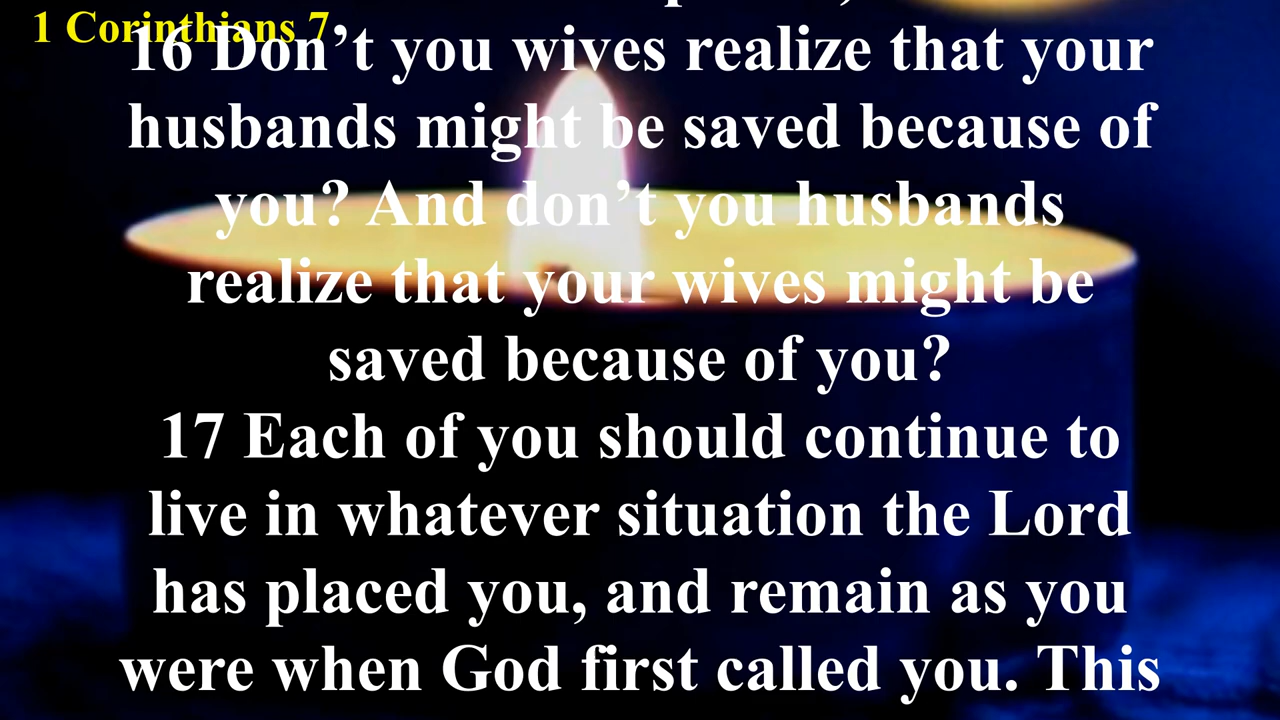 1 Corinthians 7
16 Don’t you wives realize that your
husbands might be saved because of
you? And don’t you husbands
realize that your wives might be
saved because of you?
17 Each of you should continue to
live in whatever situation the Lord
has placed you, and remain as you
were when God first called you. This